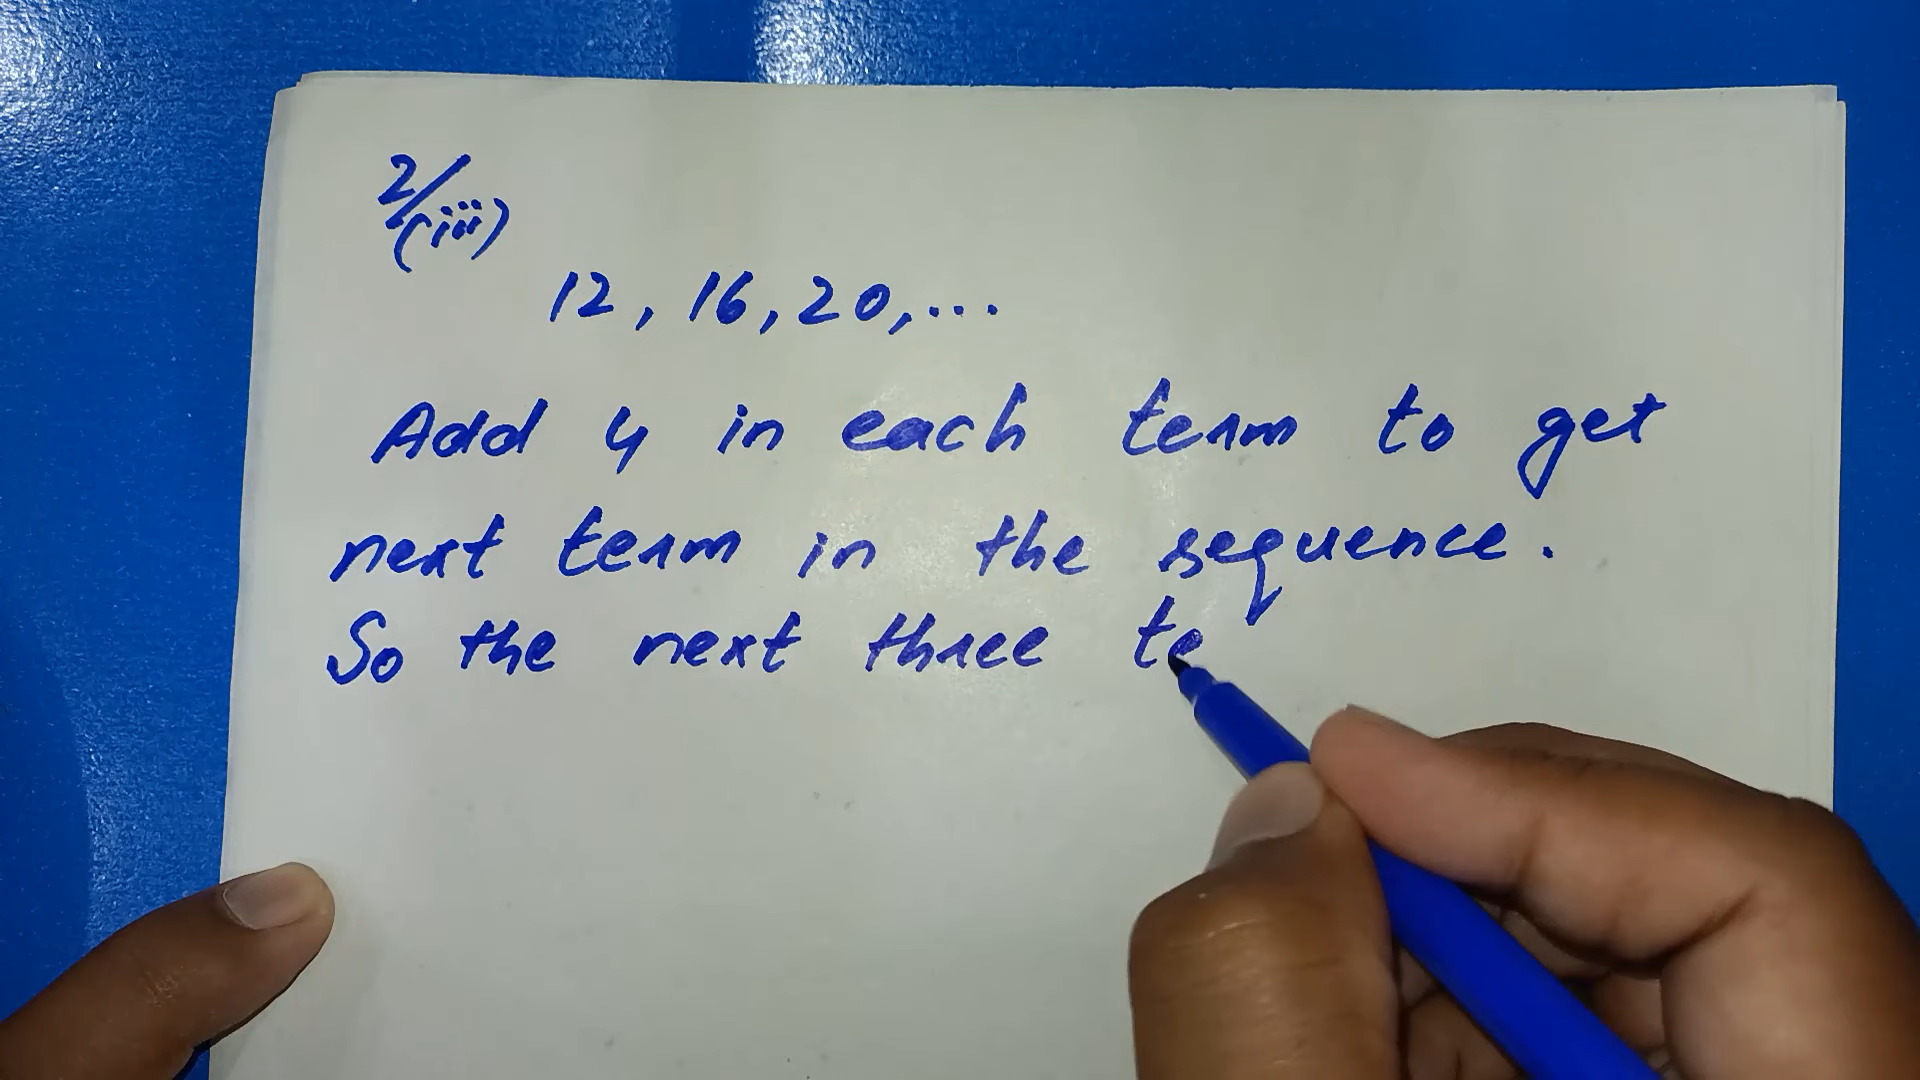 2/(iii)
12, 16, 20, ...
Add 4 in each term to get
next term in the sequence.
So the next three te